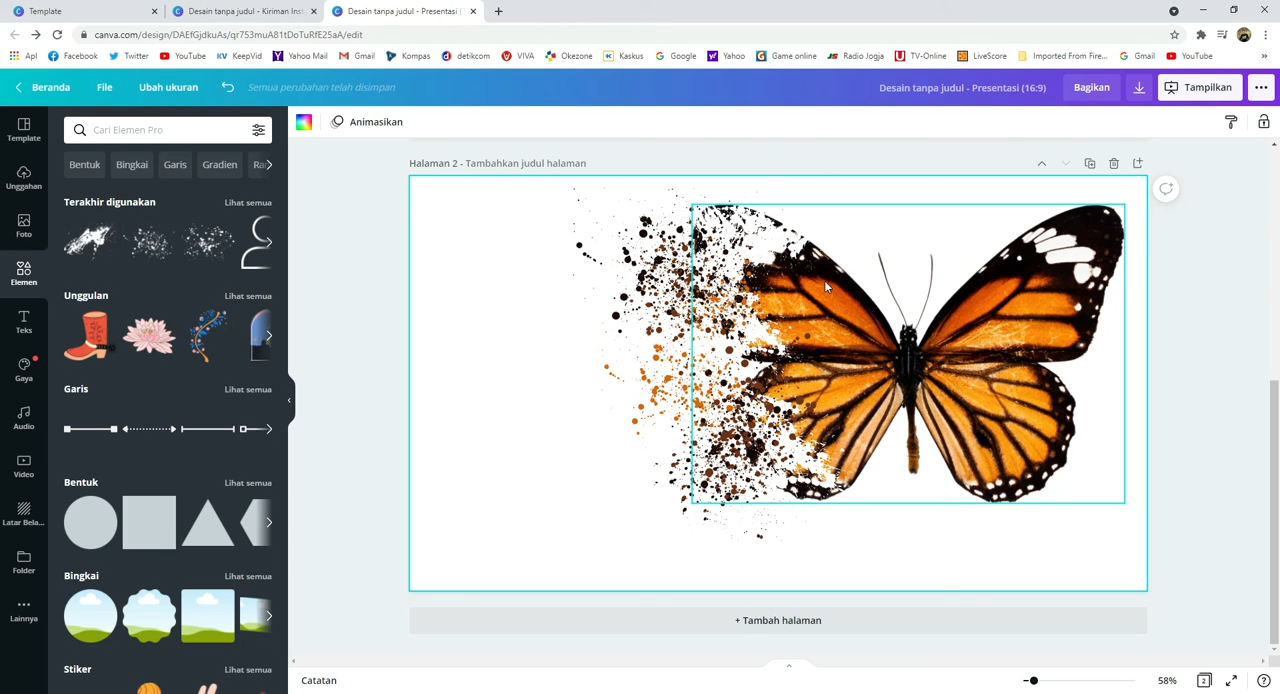 Template
Desain tanpa judul - Kiriman Inst
Desain tanpa judul - Presentasi (
canva.com/design/DAEfGjdkuAs/qr753muA81tDoTuRfE25aA/edit
Apl
Facebook
Twitter
YouTube
KeepVid
Yahoo Mail
Gmail
Kompas
detikcom
VIVA
Okezone
Kaskus
Google
Yahoo
Game online
Radio Jogja
TV-Online
LiveScore
Imported From Fire...
Gmail
YouTube
Beranda
File
Ubah ukuran
Semua perubahan telah disimpan
Desain tanpa judul - Presentasi (16:9)
Bagikan
Tampilkan
Template
Unggahan
Foto
Elemen
Teks
Gaya
Audio
Video
Latar Bela...
Folder
Lainnya
Cari Elemen Pro
Bentuk
Bingkai
Garis
Gradien
Terakhir digunakan
Lihat semua
Unggulan
Lihat semua
Garis
Lihat semua
Bentuk
Lihat semua
Bingkai
Lihat semua
Stiker
Lihat semua
Animasikan
Halaman 2 - Tambahkan judul halaman
+ Tambah halaman
Catatan
58%
2